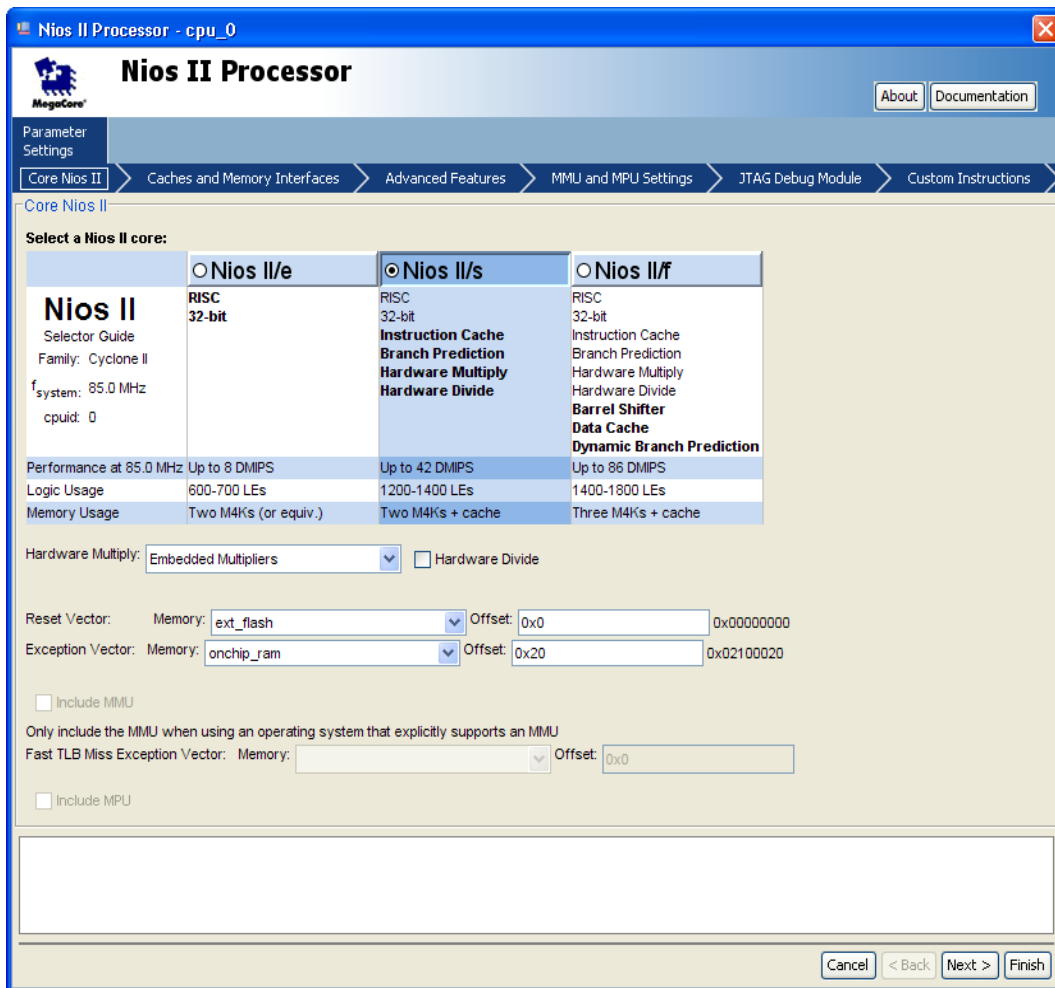 Nios II Processor - cpu_0
MegaCore®
Nios II Processor
About Documentation
Parameter
Settings
Core Nios II Caches and Memory Interfaces Advanced Features MMU and MPU Settings JTAG Debug Module Custom Instructions
Core Nios II
Select a Nios II core:
Nios II/e Nios II/s Nios II/f
Nios II
Selector Guide
Family: Cyclone II
fsystem: 85.0 MHz
cpuid: 0
RISC
32-bit
RISC
32-bit
Instruction Cache
Branch Prediction
Hardware Multiply
Hardware Divide
RISC
32-bit
Instruction Cache
Branch Prediction
Hardware Multiply
Hardware Divide
Barrel Shifter
Data Cache
Dynamic Branch Prediction
Performance at 85.0 MHz Up to 8 DMIPS Up to 42 DMIPS Up to 86 DMIPS
Logic Usage 600-700 LEs 1200-1400 LEs 1400-1800 LEs
Memory Usage Two M4Ks (or equiv.) Two M4Ks + cache Three M4Ks + cache
Hardware Multiply: Embedded Multipliers Hardware Divide
Reset Vector: Memory: ext_flash Offset: 0x0 0x00000000
Exception Vector: Memory: onchip_ram Offset: 0x20 0x02100020
Include MMU
Only include the MMU when using an operating system that explicitly supports an MMU
Fast TLB Miss Exception Vector: Memory: Offset: 0x0
Include MPU
Cancel < Back Next > Finish